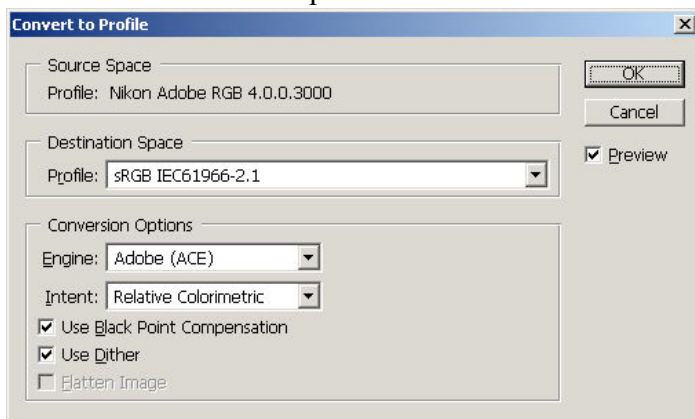 Convert to Profile
Source Space
Profile: Nikon Adobe RGB 4.0.0.3000
OK
Cancel
Preview
Destination Space
Profile: sRGB IEC61966-2.1
Conversion Options
Engine: Adobe (ACE)
Intent: Relative Colorimetric
Use Black Point Compensation
Use Dither
Flatten Image